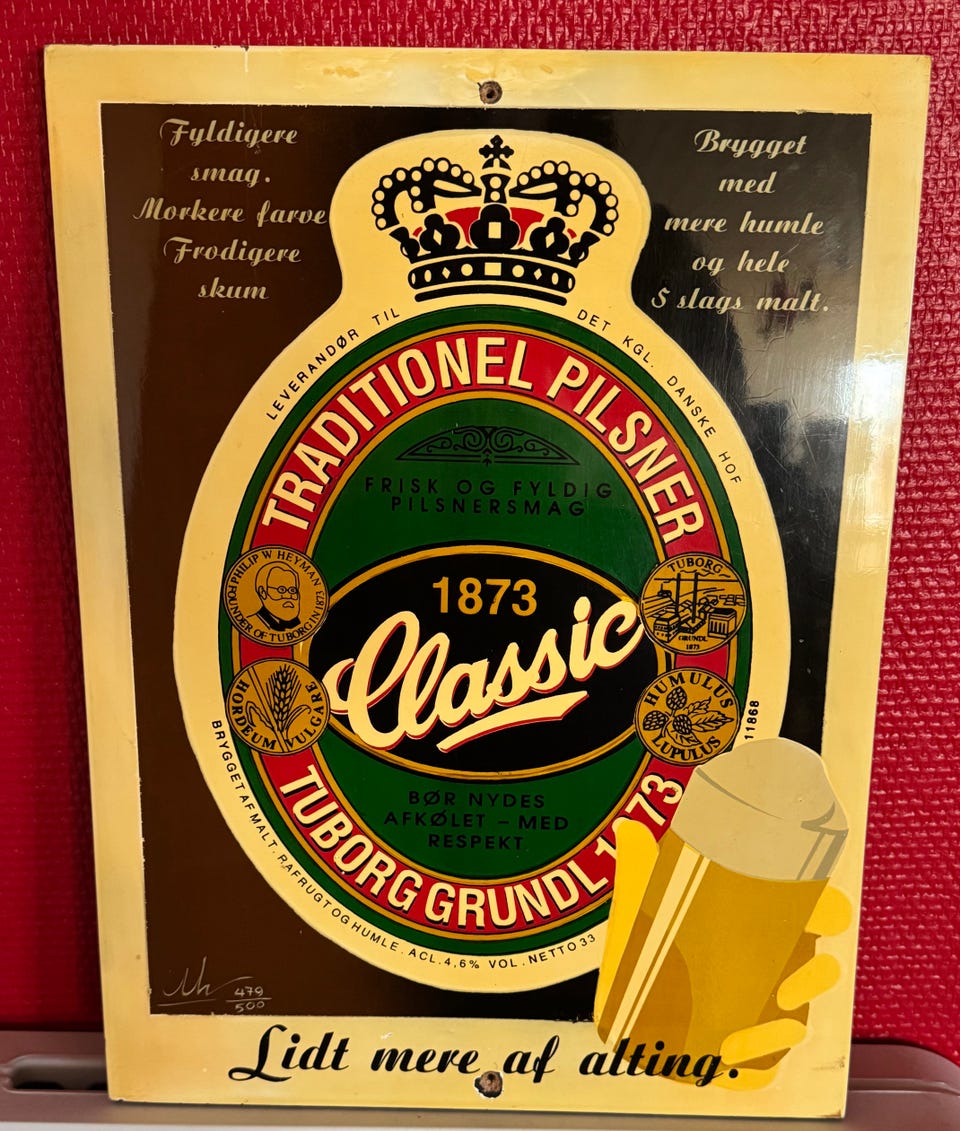 Fyldigere
smag.
Morkere farve
Frodigere
skum
Brygget
med
mere humle
og hele
5 slags malt.
LEVERANDØR TIL DET KGL. DANSKE HOF
TRADITIONEL PILSNER
FRISK OG FYLDIG
PILSNERSMAG
PHILIP W HEYMAN
FOUNDER OF TUBORG IN 1873
TUBORG
GRUNDL
1873
1873
Classic
HORDEUM VULGARE
HUMULUS
LUPULUS
11868
BØR NYDES
AFKØLET – MED
RESPEKT
TUBORG GRUNDL 1873
BRYGGET AF MALT. RAFRUGT OG HUMLE. ACL.4,6% VOL. NETTO 33
479
500
Lidt mere af alting.